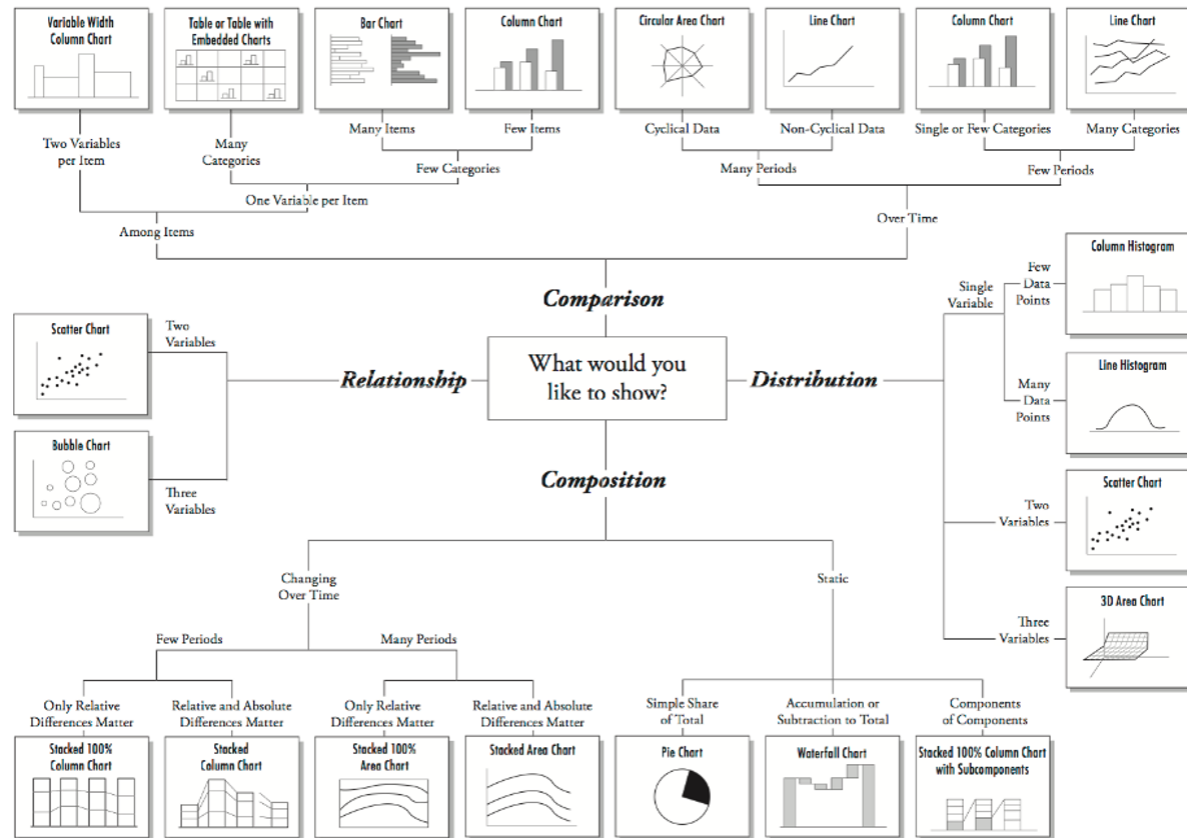 Variable Width
Column Chart
Table or Table with
Embedded Charts
Bar Chart
Column Chart
Circular Area Chart
Line Chart
Column Chart
Line Chart
Two Variables
per Item
Many
Categories
Many Items
Few Items
Cyclical Data
Non-Cyclical Data
Single or Few Categories
Many Categories
Few Categories
Many Periods
Few Periods
One Variable per Item
Among Items
Over Time
Comparison
What would you
like to show?
Relationship
Two
Variables
Scatter Chart
Bubble Chart
Three
Variables
Distribution
Single
Variable
Few
Data
Points
Column Histogram
Many
Data
Points
Line Histogram
Two
Variables
Scatter Chart
Three
Variables
3D Area Chart
Composition
Changing
Over Time
Static
Few Periods
Many Periods
Only Relative
Differences Matter
Relative and Absolute
Differences Matter
Only Relative
Differences Matter
Relative and Absolute
Differences Matter
Simple Share
of Total
Accumulation or
Subtraction to Total
Components
of Components
Stacked 100%
Column Chart
Stacked
Column Chart
Stacked 100%
Area Chart
Stacked Area Chart
Pie Chart
Waterfall Chart
Stacked 100% Column Chart
with Subcomponents